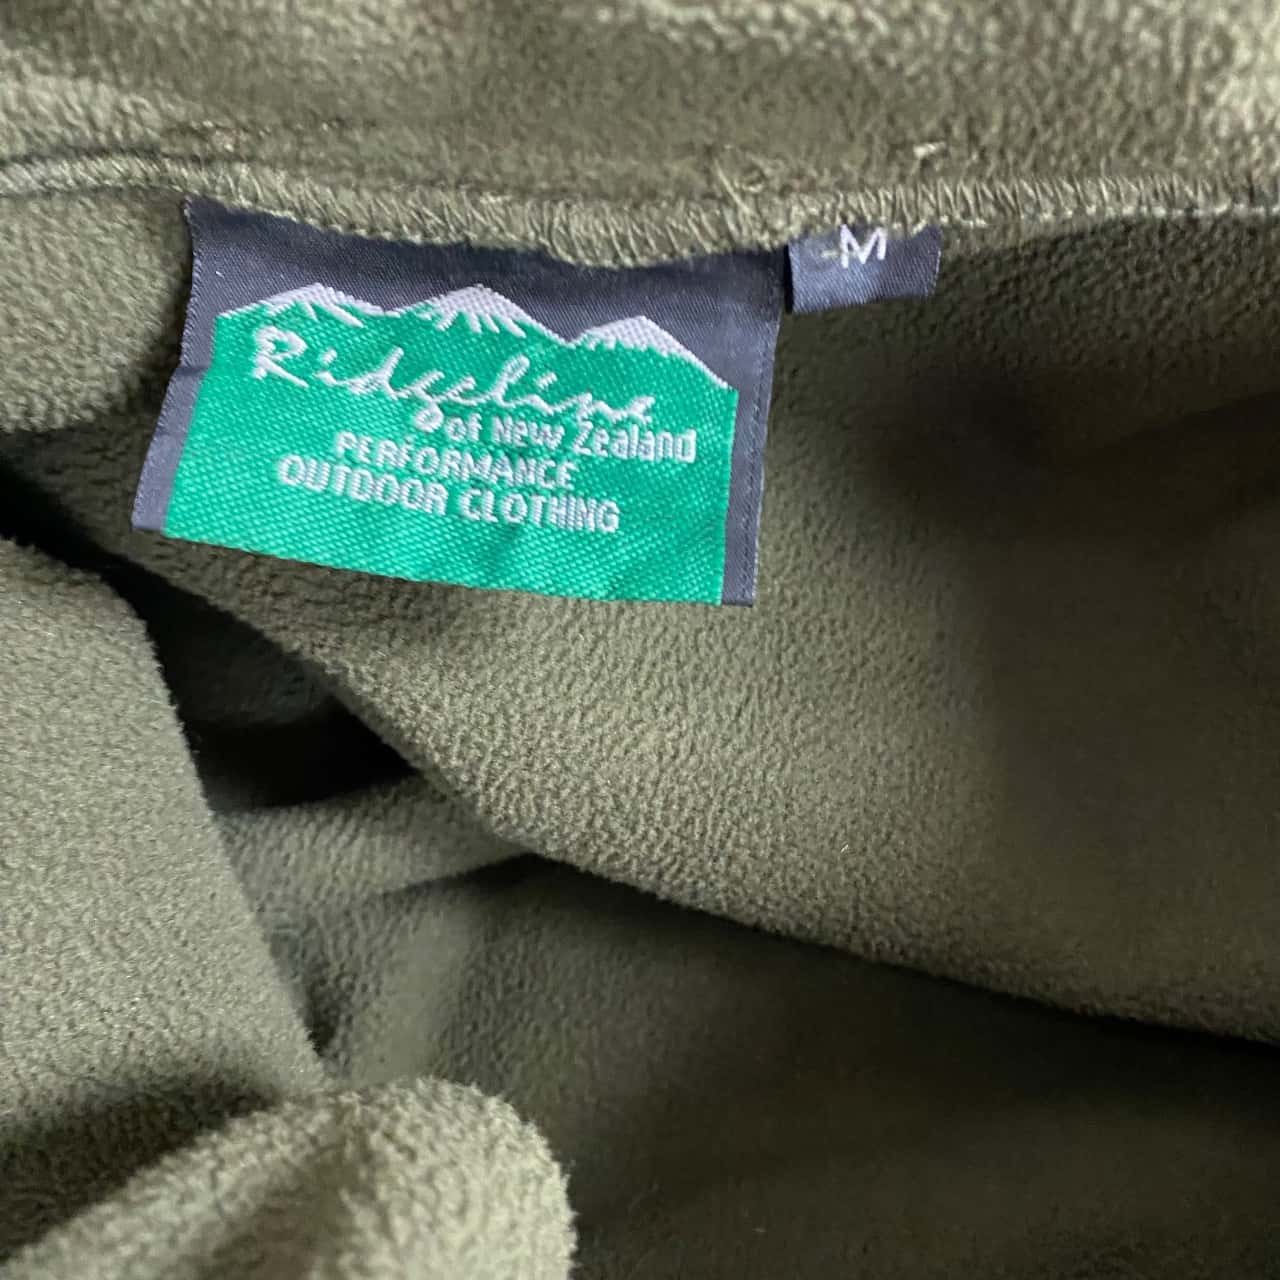 Ridgeline
of New Zealand
PERFORMANCE
OUTDOOR CLOTHING
M